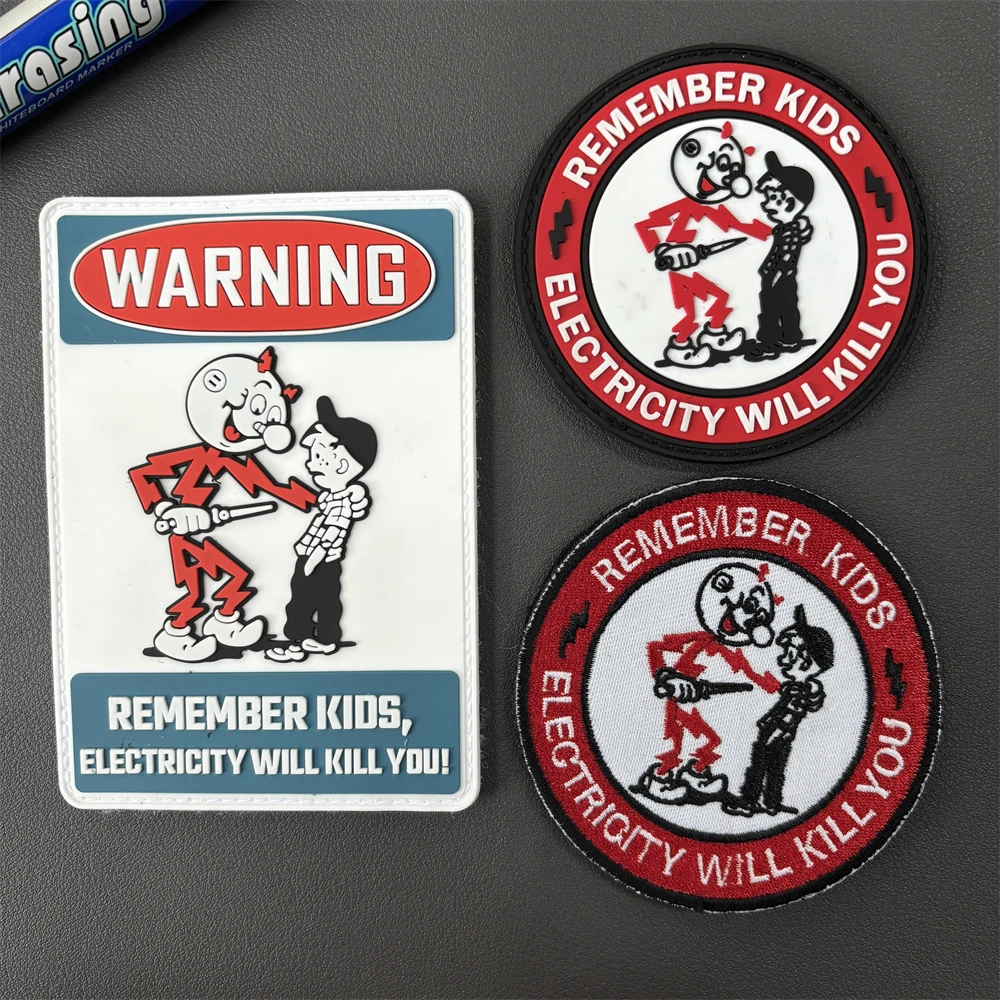 rasing
WHITEBOARD MARKER
WARNING
REMEMBER KIDS,
ELECTRICITY WILL KILL YOU!
REMEMBER KIDS
ELECTRICITY WILL KILL YOU
REMEMBER KIDS
ELECTRICITY WILL KILL YOU